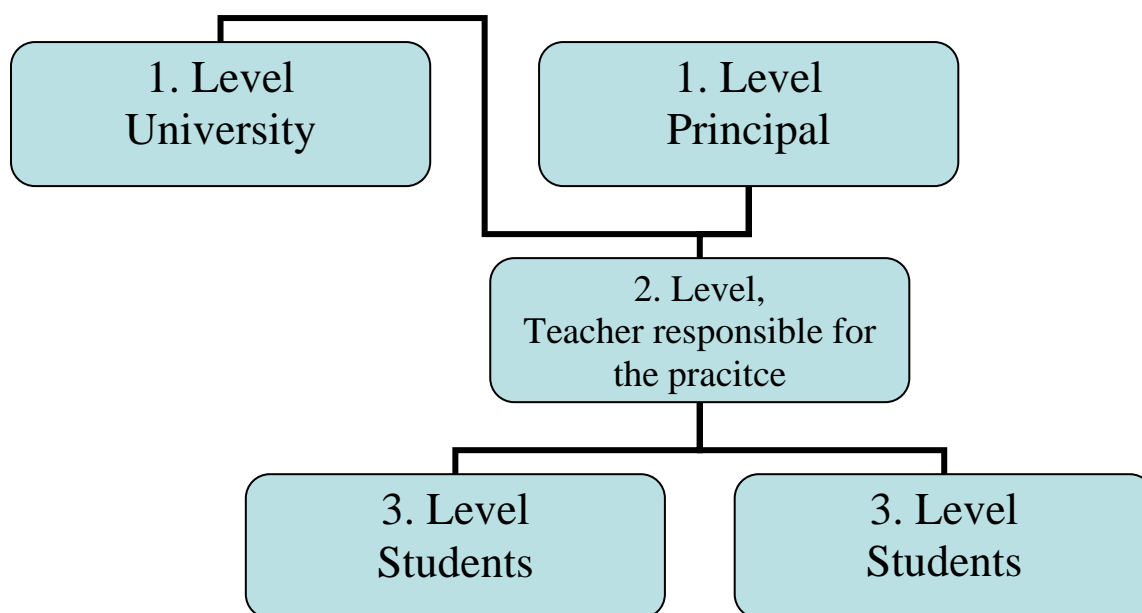 1. Level
University
1. Level
Principal
2. Level,
Teacher responsible for
the pracitce
3. Level
Students
3. Level
Students